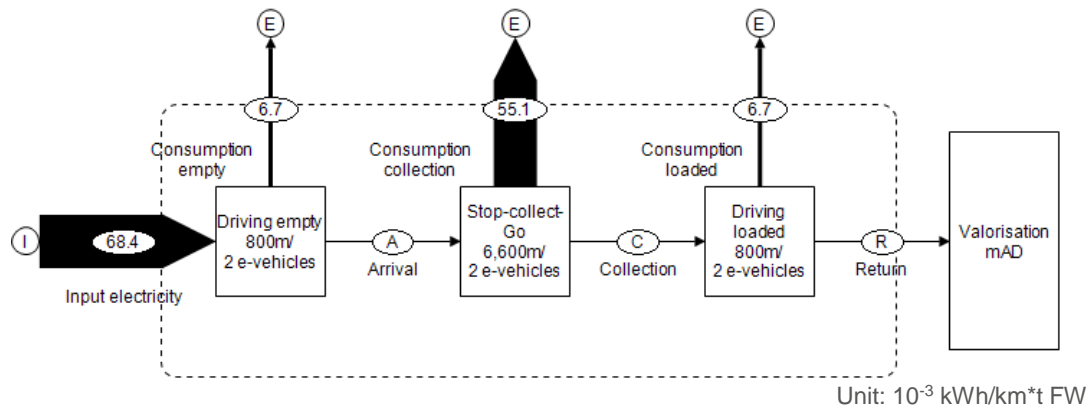 E
E
E
6.7
55.1
6.7
Consumption
empty
Consumption
collection
Consumption
loaded
I
68.4
Input electricity
Driving empty
800m/
2 e-vehicles
A
Arrival
Stop-collect-
Go
6,600m/
2 e-vehicles
C
Collection
Driving
loaded
800m/
2 e-vehicles
R
Return
Valorisation
mAD
Unit: 10⁻³ kWh/km*t FW